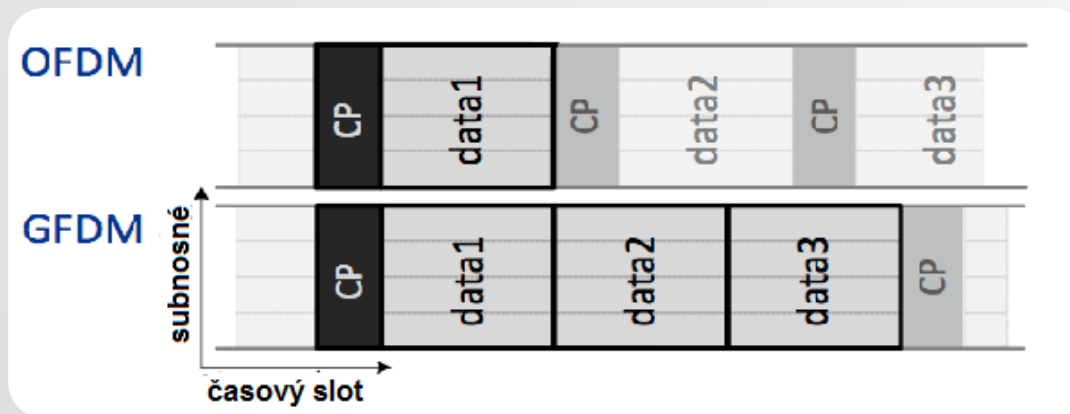 OFDM
CP
data1
CP
data2
CP
data3
GFDM
CP
data1
data2
data3
CP
subnosné
časový slot